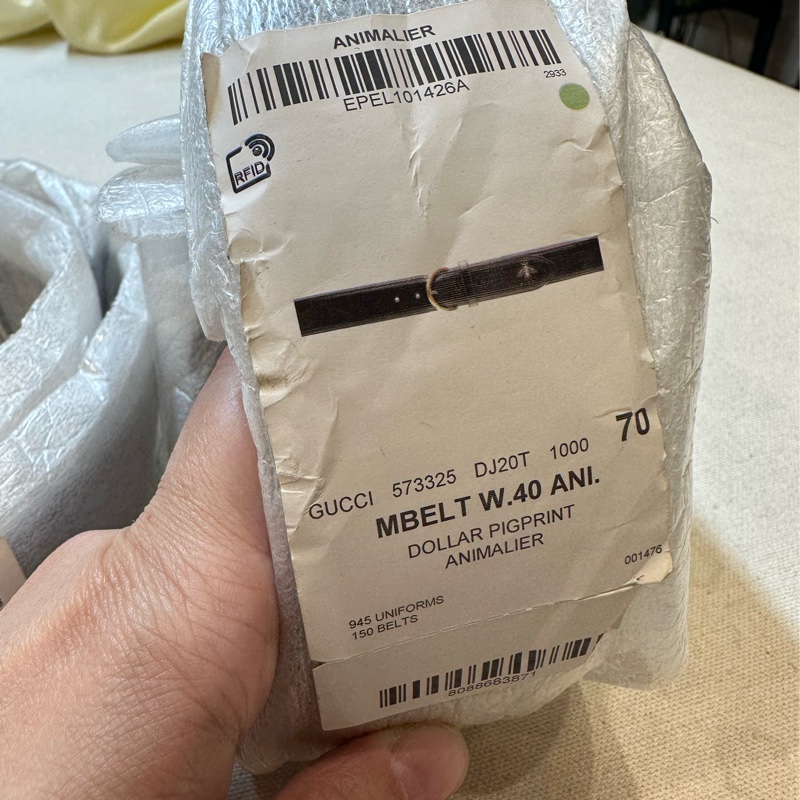 ANIMALIER
2933
EPEL101426A
RFID
70
GUCCI 573325 DJ20T 1000
MBELT W.40 ANI.
DOLLAR PIGPRINT
ANIMALIER
001476
945 UNIFORMS
150 BELTS
8088683871